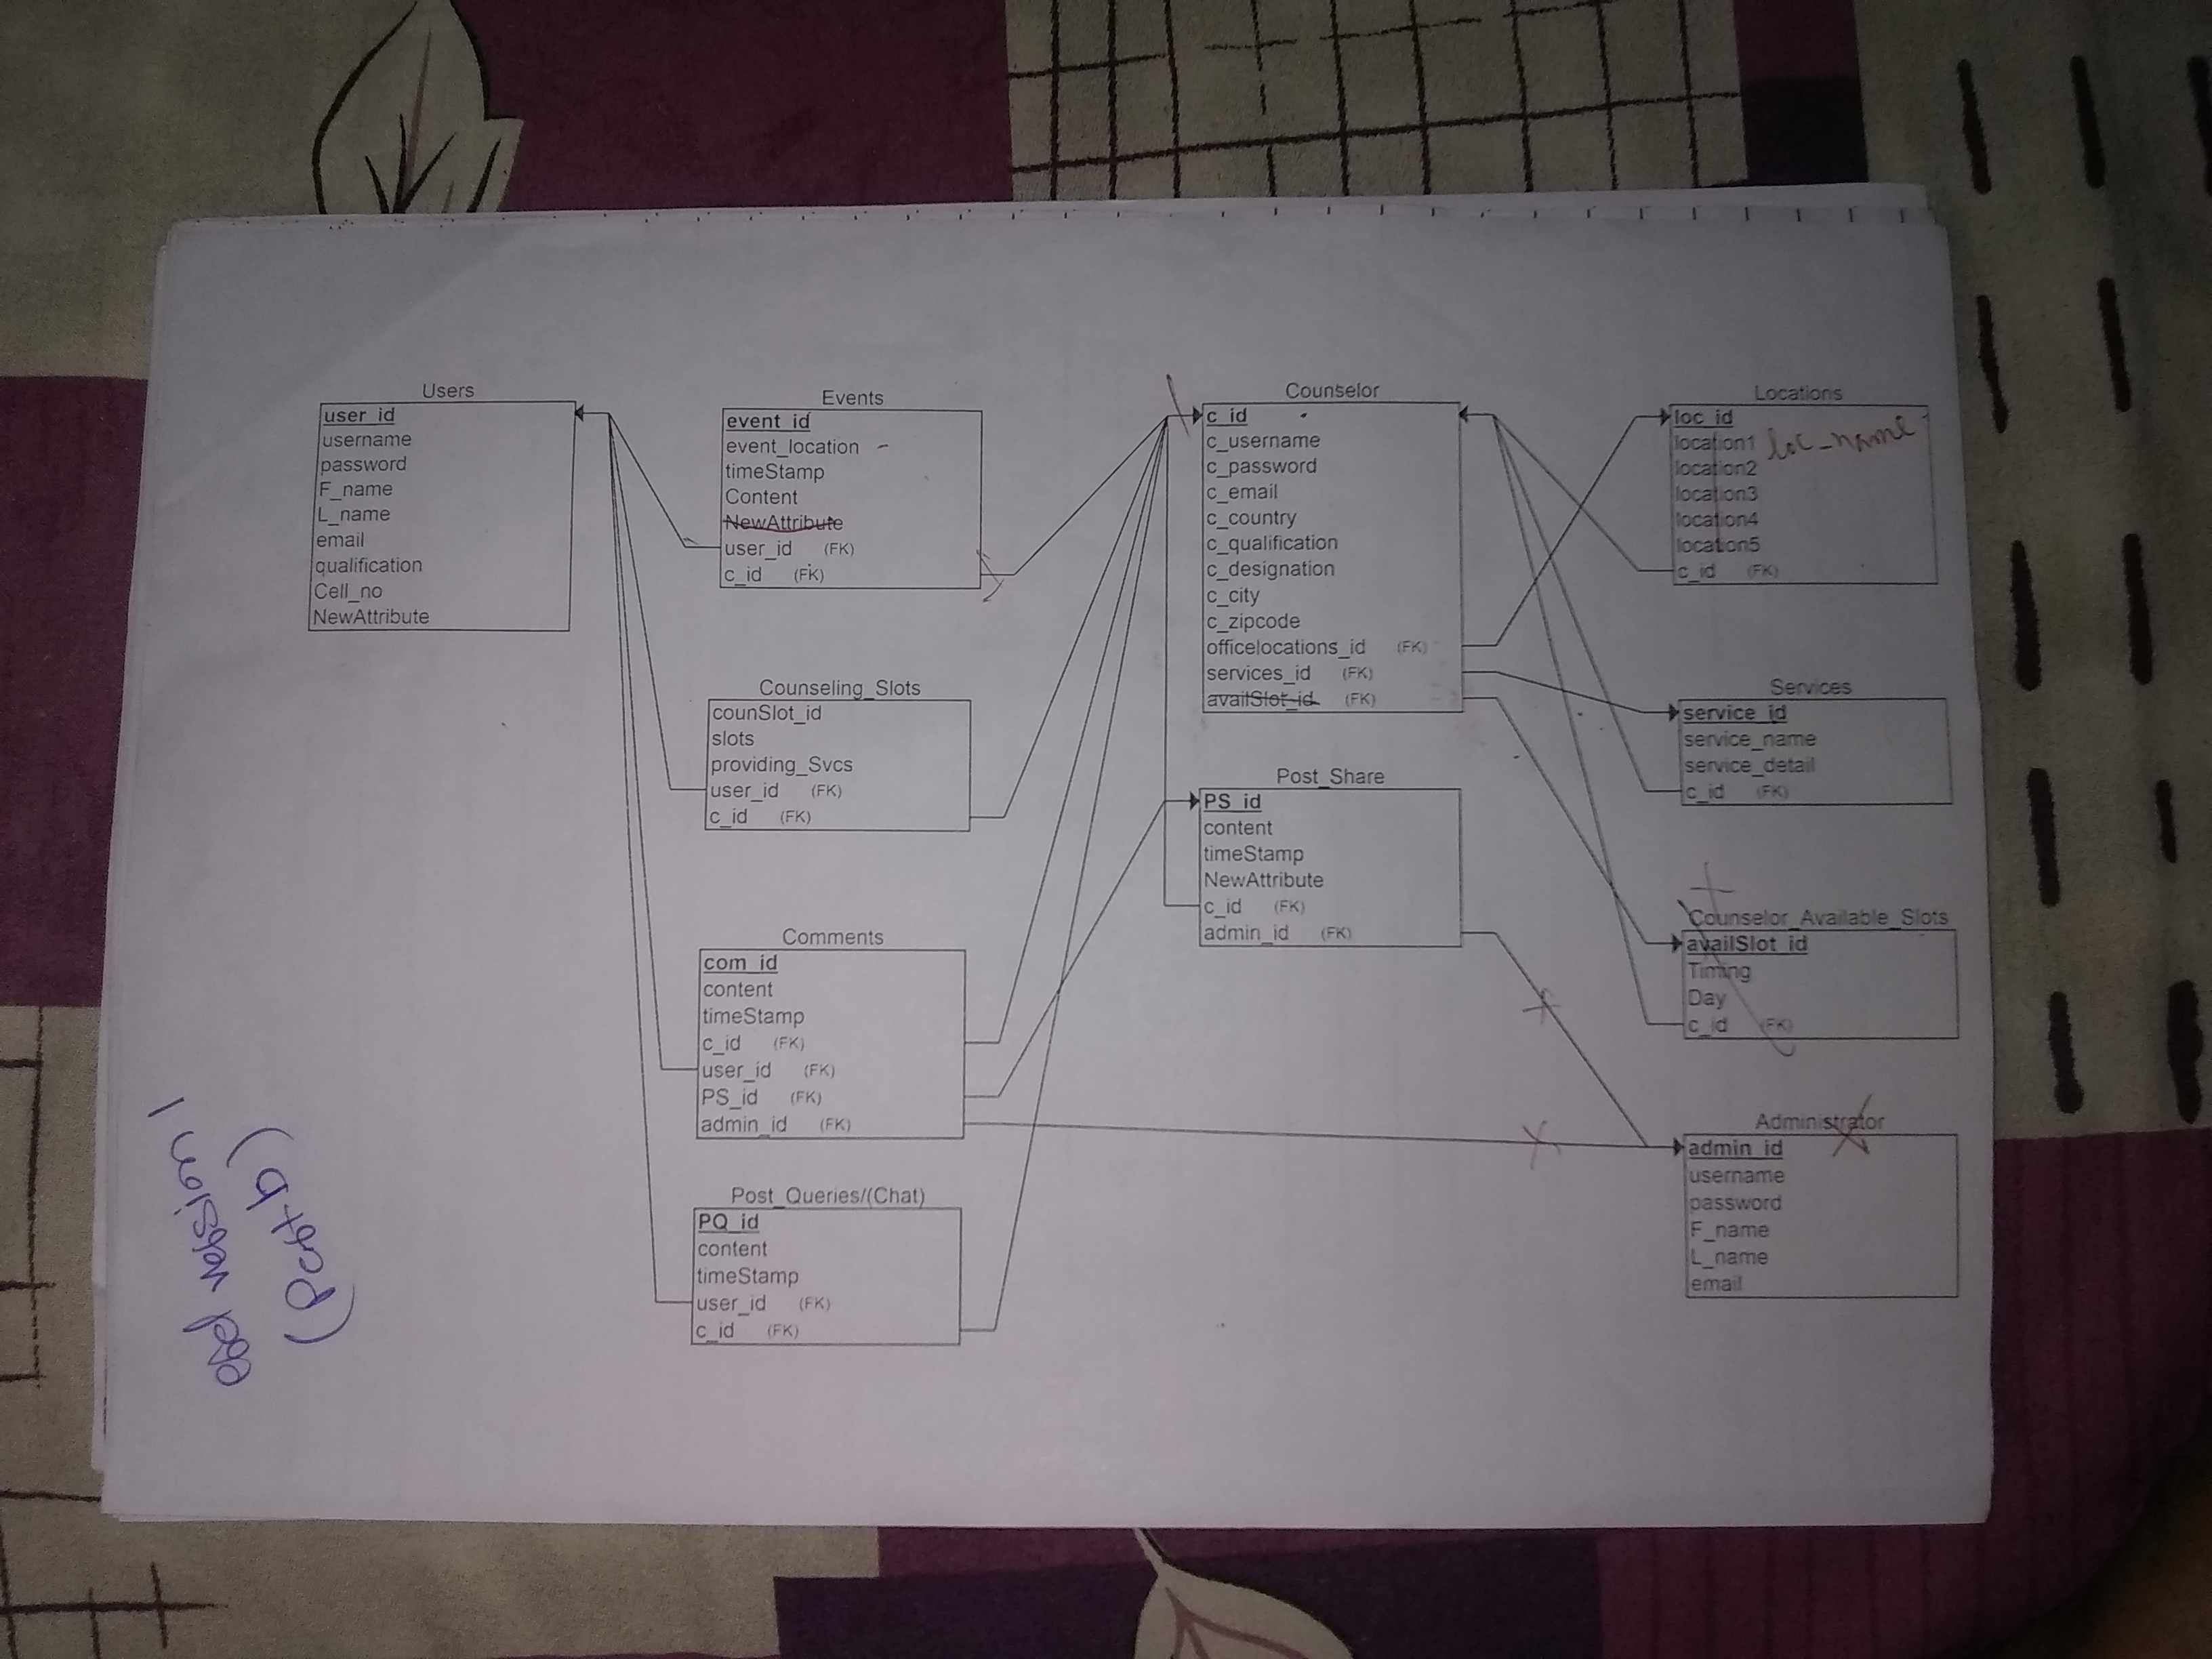 Users
user_id
username
password
F_name
L_name
email
qualification
Cell_no
NewAttribute
Events
event_id
event_location
timeStamp
Content
NewAttribute
user_id (FK)
c_id (FK)
Counseling_Slots
counSlot_id
slots
providing_Svcs
user_id (FK)
c_id (FK)
Comments
com_id
content
timeStamp
c_id (FK)
user_id (FK)
PS_id (FK)
admin_id (FK)
Post_Queries/(Chat)
PQ_id
content
timeStamp
user_id (FK)
c_id (FK)
Counselor
c_id
c_username
c_password
c_email
c_country
c_qualification
c_designation
c_city
c_zipcode
officelocations_id (FK)
services_id (FK)
availSlot_id (FK)
Post_Share
PS_id
content
timeStamp
NewAttribute
c_id (FK)
admin_id (FK)
Locations
loc_id
location1 loc_name
location2
location3
location4
location5
c_id (FK)
Services
service_id
service_name
service_detail
c_id (FK)
Counselor_Available_Slots
availSlot_id
Timing
Day
c_id (FK)
Administrator
admin_id
username
password
F_name
L_name
email